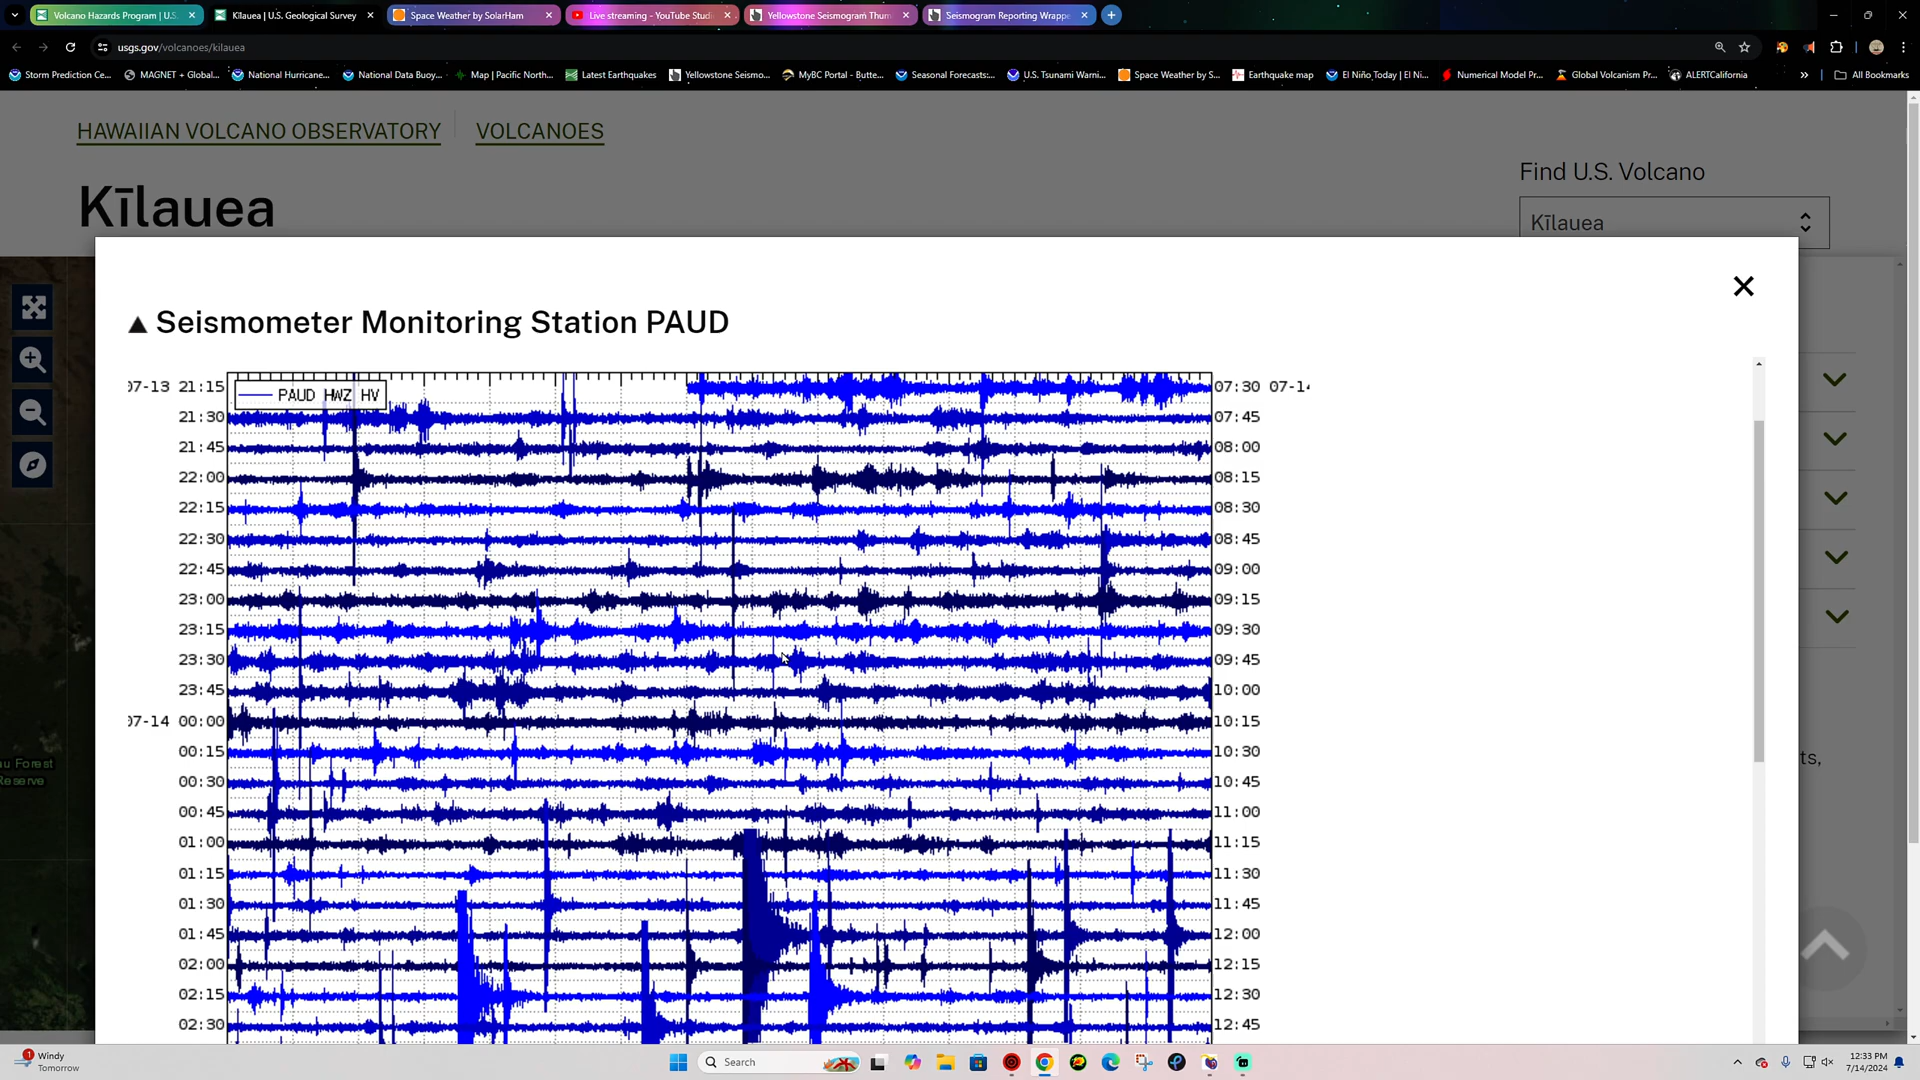 Volcano Hazards Program | U.S.
Kīlauea | U.S. Geological Survey
Space Weather by SolarHam
Live streaming - YouTube Studi
Yellowstone Seismogram Thum
Seismogram Reporting Wrappe
usgs.gov/volcanoes/kilauea
Storm Prediction Ce...
MAGNET + Global...
National Hurricane...
National Data Buoy...
Map | Pacific North...
Latest Earthquakes
Yellowstone Seismo...
MyBC Portal - Butte...
Seasonal Forecasts:...
U.S. Tsunami Warni...
Space Weather by S...
Earthquake map
El Niño Today | El Ni...
Numerical Model Pr...
Global Volcanism Pr...
ALERTCalifornia
All Bookmarks
HAWAIIAN VOLCANO OBSERVATORY
VOLCANOES
Kīlauea
Find U.S. Volcano
Kīlauea
Seismometer Monitoring Station PAUD
07-13 21:15 PAUD HWZ HV 07:30 07-14
21:30 07:45
21:45 08:00
22:00 08:15
22:15 08:30
22:30 08:45
22:45 09:00
23:00 09:15
23:15 09:30
23:30 09:45
23:45 10:00
07-14 00:00 10:15
00:15 10:30
00:30 10:45
00:45 11:00
01:00 11:15
01:15 11:30
01:30 11:45
01:45 12:00
02:00 12:15
02:15 12:30
02:30 12:45
au Forest
Reserve
ts,
1
Windy
Tomorrow
Search
12:33 PM
7/14/2024